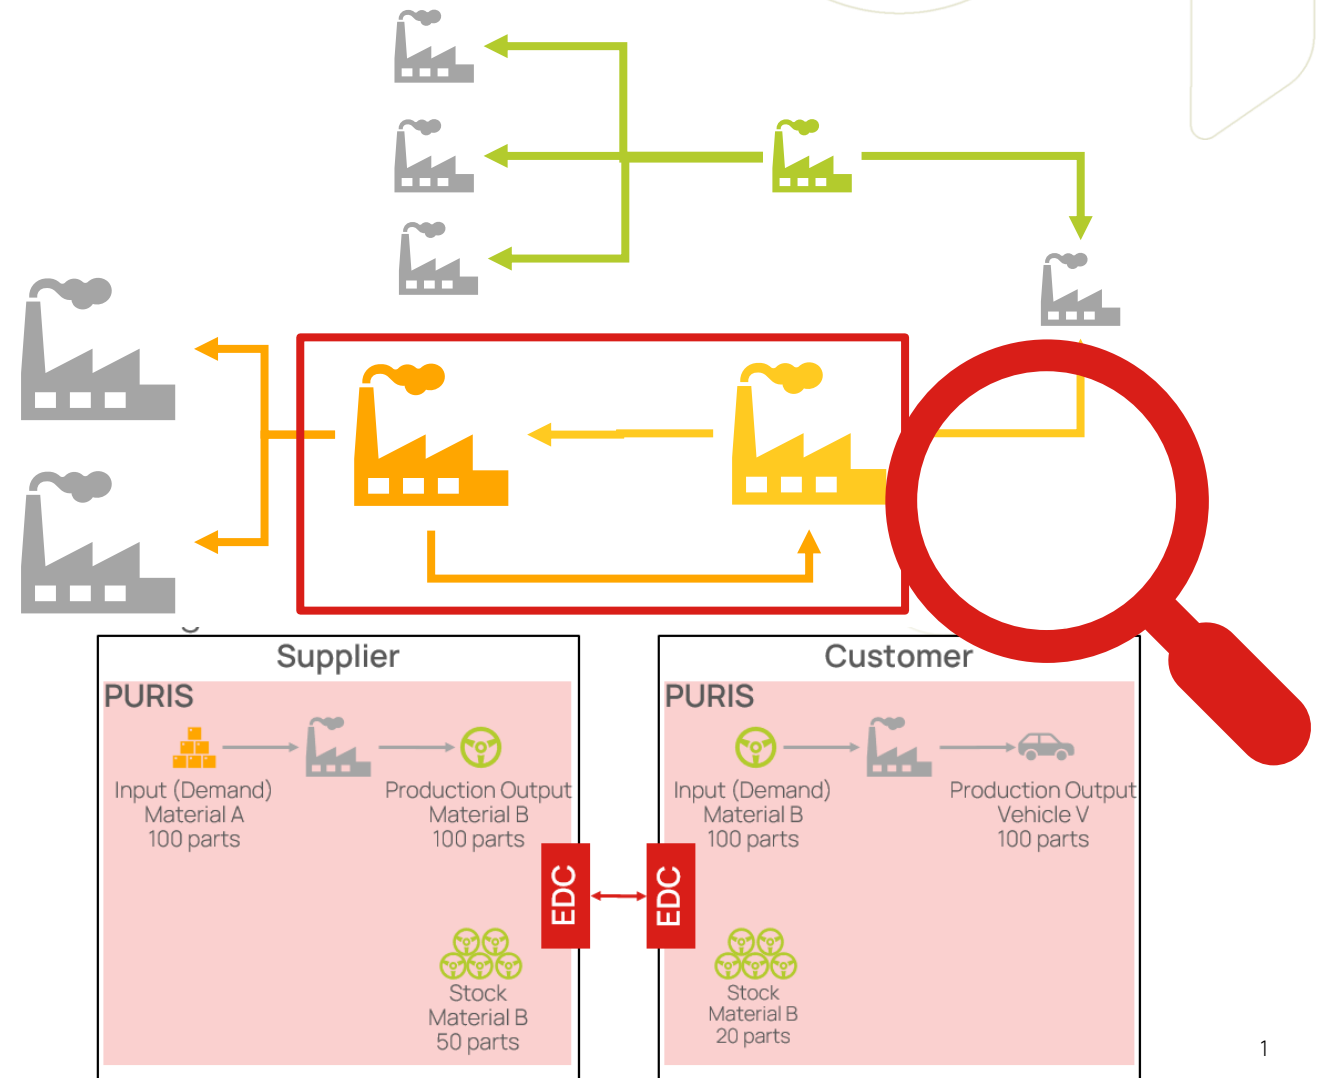 Supplier
PURIS
Input (Demand)
Material A
100 parts
Production Output
Material B
100 parts
EDC
Stock
Material B
50 parts
Customer
PURIS
Input (Demand)
Material B
100 parts
Production Output
Vehicle V
100 parts
EDC
Stock
Material B
20 parts
1